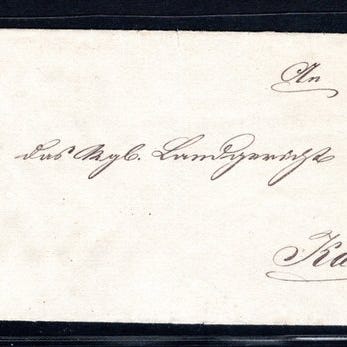 An
das Kgl. Landgericht
Ka